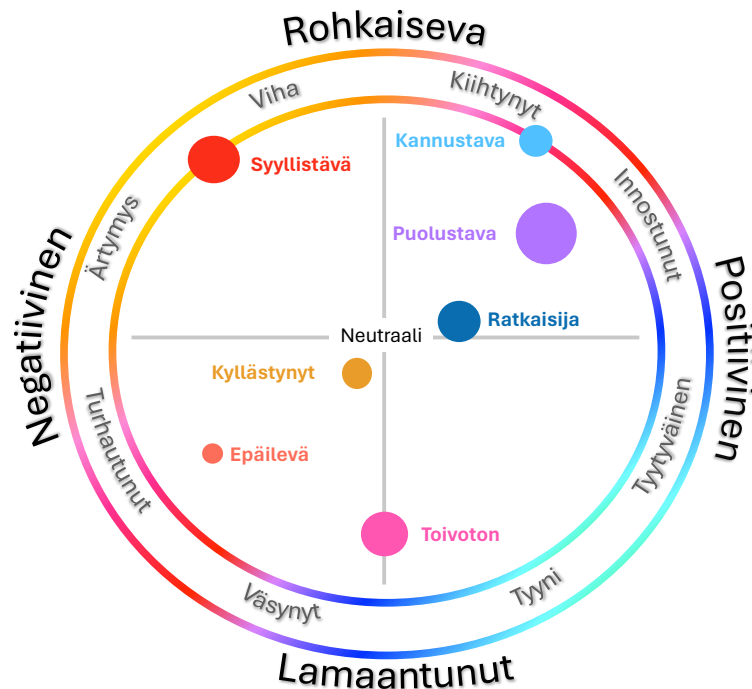 Rohkaiseva
Viha
Kiihtynyt
Kannustava
Syyllistävä
Ärtymys
Innostunut
Puolustava
Negatiivinen
Positiivinen
Ratkaisija
Neutraali
Kyllästynyt
Turhautunut
Tyytyväinen
Epäilevä
Toivoton
Väsynyt
Tyyni
Lamaantunut